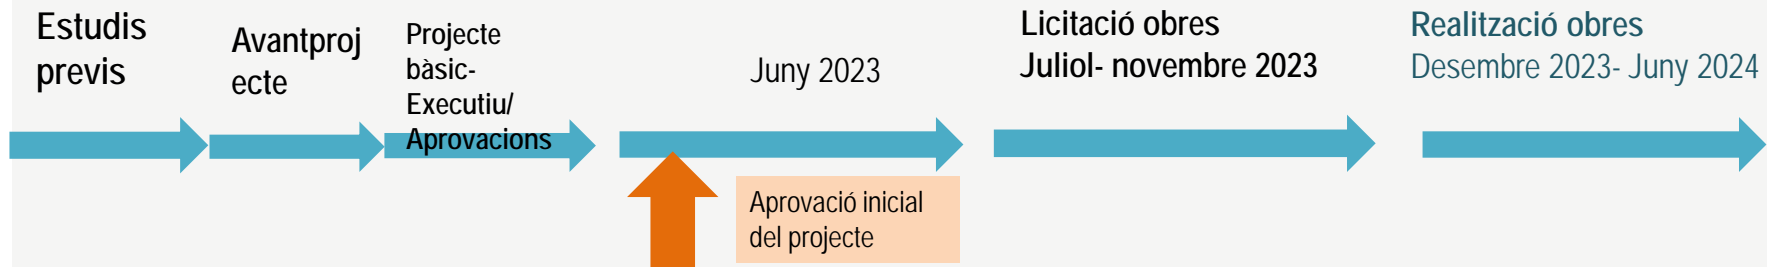 Estudis
previs
Avantproj
ecte
Projecte
bàsic-
Executiu/
Aprovacions
Juny 2023
Aprovació inicial
del projecte
Licitació obres
Juliol- novembre 2023
Realització obres
Desembre 2023- Juny 2024